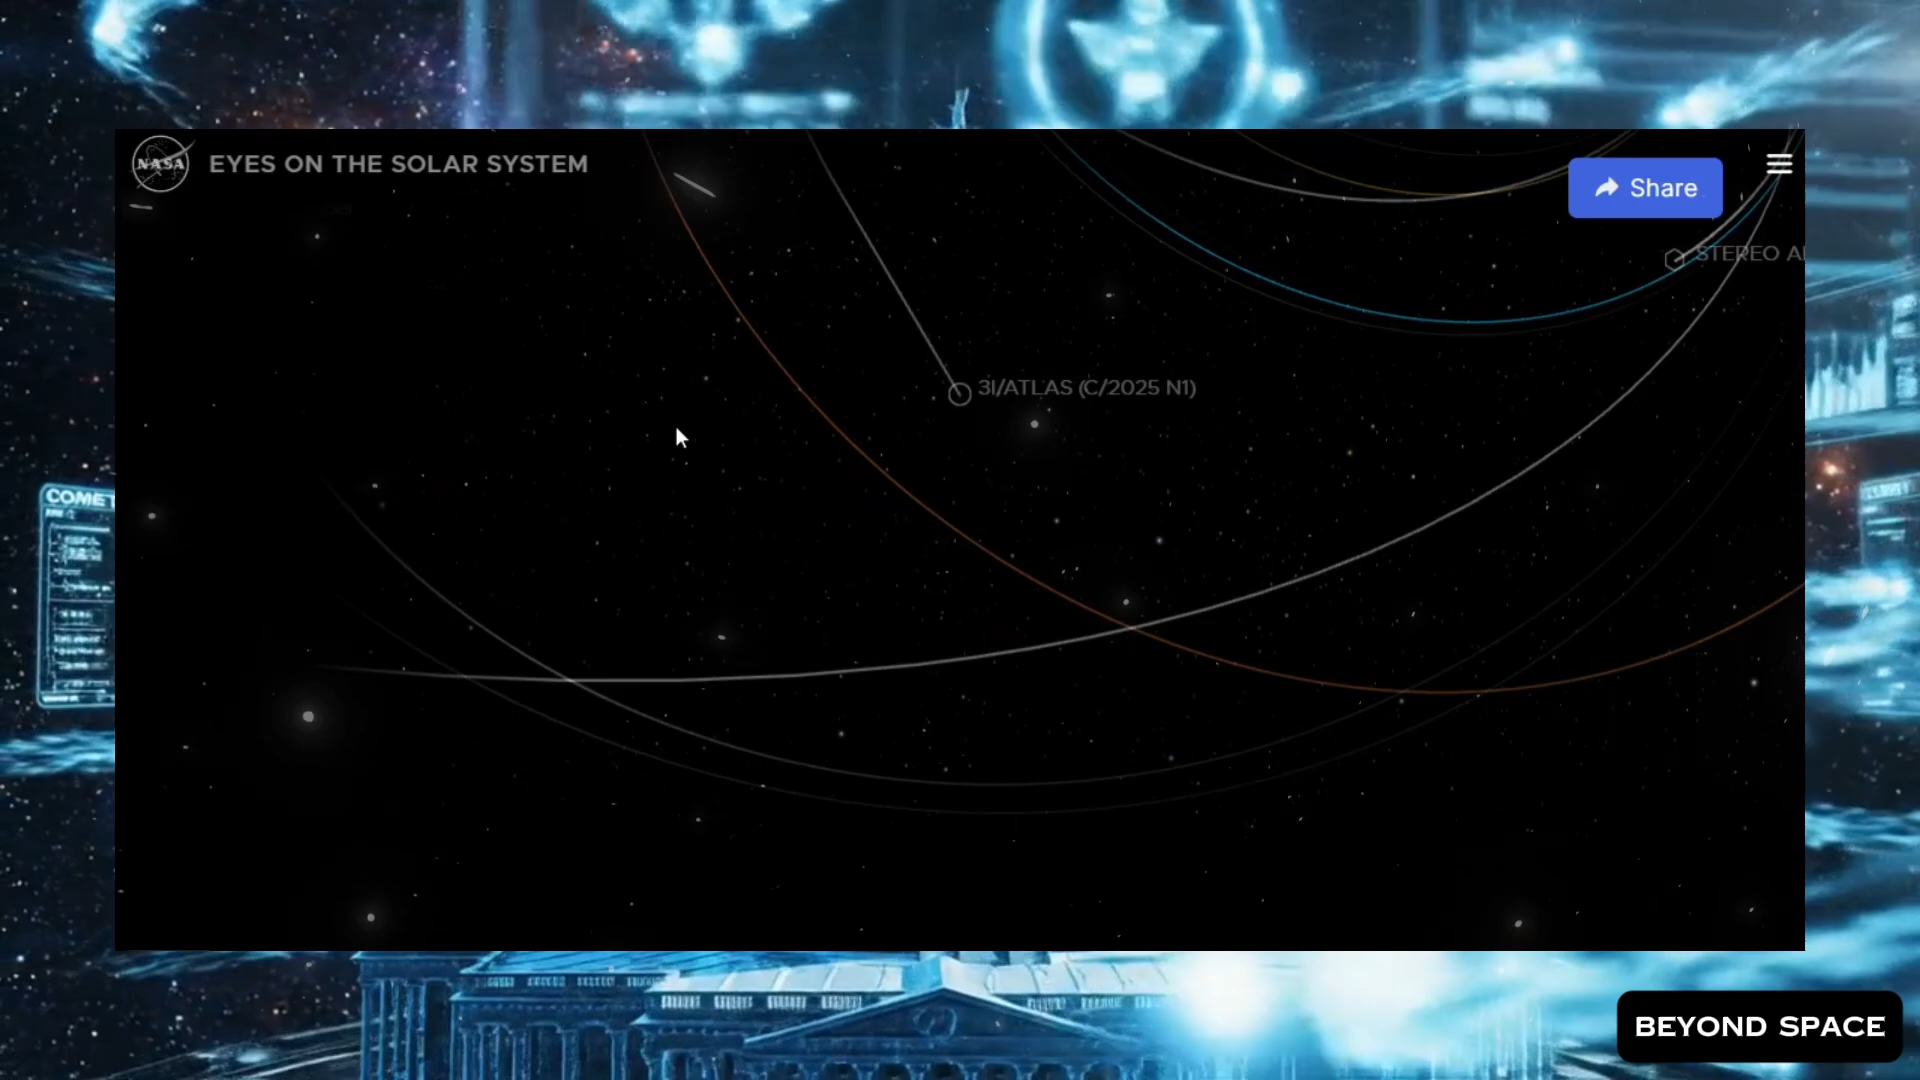 NASA
EYES ON THE SOLAR SYSTEM
Share
STEREO
3I/ATLAS (C/2025 N1)
COMET
BEYOND SPACE